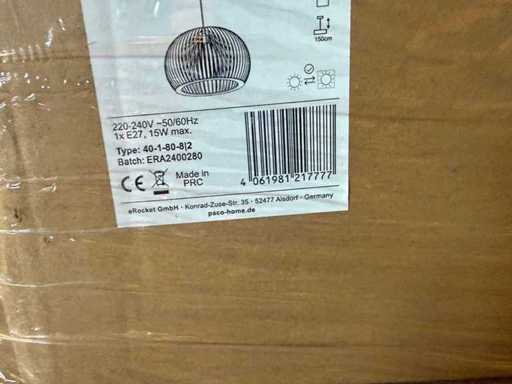 150cm
220-240V ~50/60Hz
1x E27, 15W max.
Type: 40-1-80-8|2
Batch: ERA2400280
CE
Made in
PRC
4 061981 217777
eRocket GmbH · Konrad-Zuse-Str. 35 · 52477 Alsdorf - Germany
paco-home.de